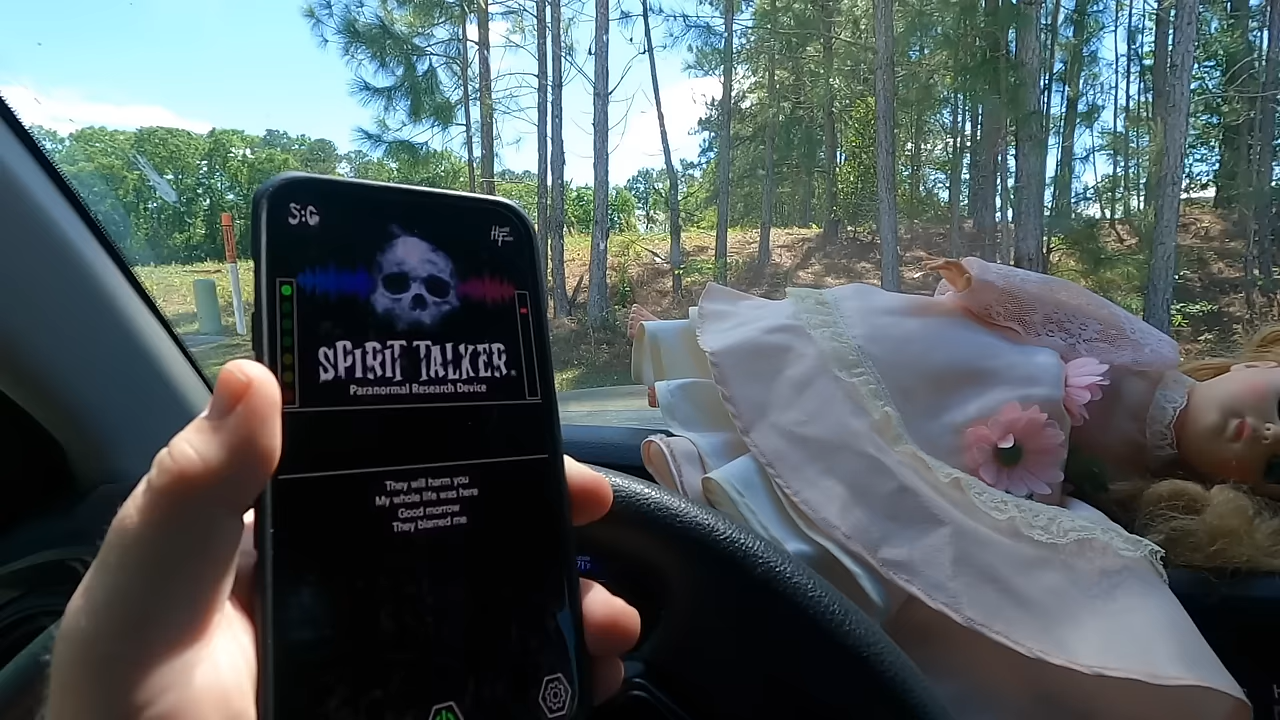 S:G
SPIRIT TALKER.
Paranormal Research Device
They will harm you
My whole life was here
Good morrow
They blamed me